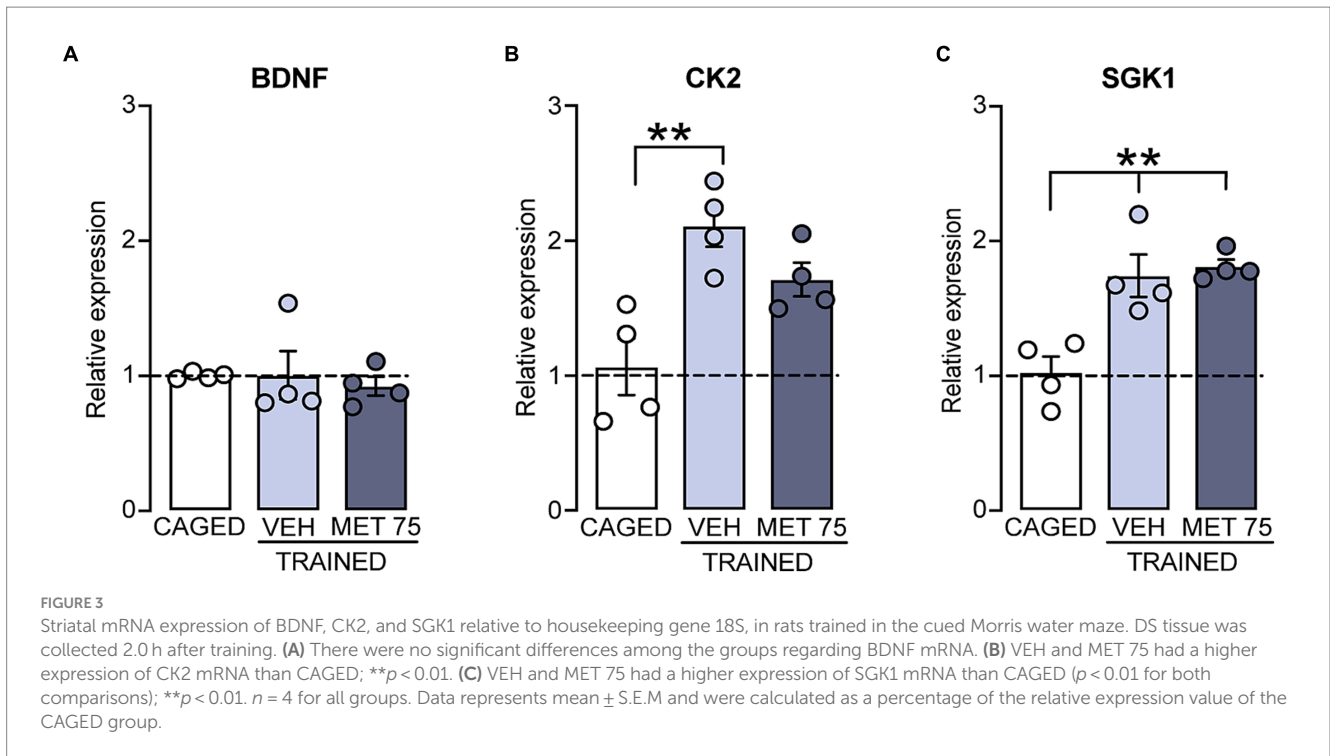 A
BDNF
3
2
1
0
Relative expression
CAGED VEH MET 75
TRAINED
B
CK2
**
3
2
1
0
Relative expression
CAGED VEH MET 75
TRAINED
C
SGK1
**
3
2
1
0
Relative expression
CAGED VEH MET 75
TRAINED
FIGURE 3
Striatal mRNA expression of BDNF, CK2, and SGK1 relative to housekeeping gene 18S, in rats trained in the cued Morris water maze. DS tissue was
collected 2.0 h after training. (A) There were no significant differences among the groups regarding BDNF mRNA. (B) VEH and MET 75 had a higher
expression of CK2 mRNA than CAGED; **p < 0.01. (C) VEH and MET 75 had a higher expression of SGK1 mRNA than CAGED (p < 0.01 for both
comparisons); **p < 0.01. n = 4 for all groups. Data represents mean ± S.E.M and were calculated as a percentage of the relative expression value of the
CAGED group.